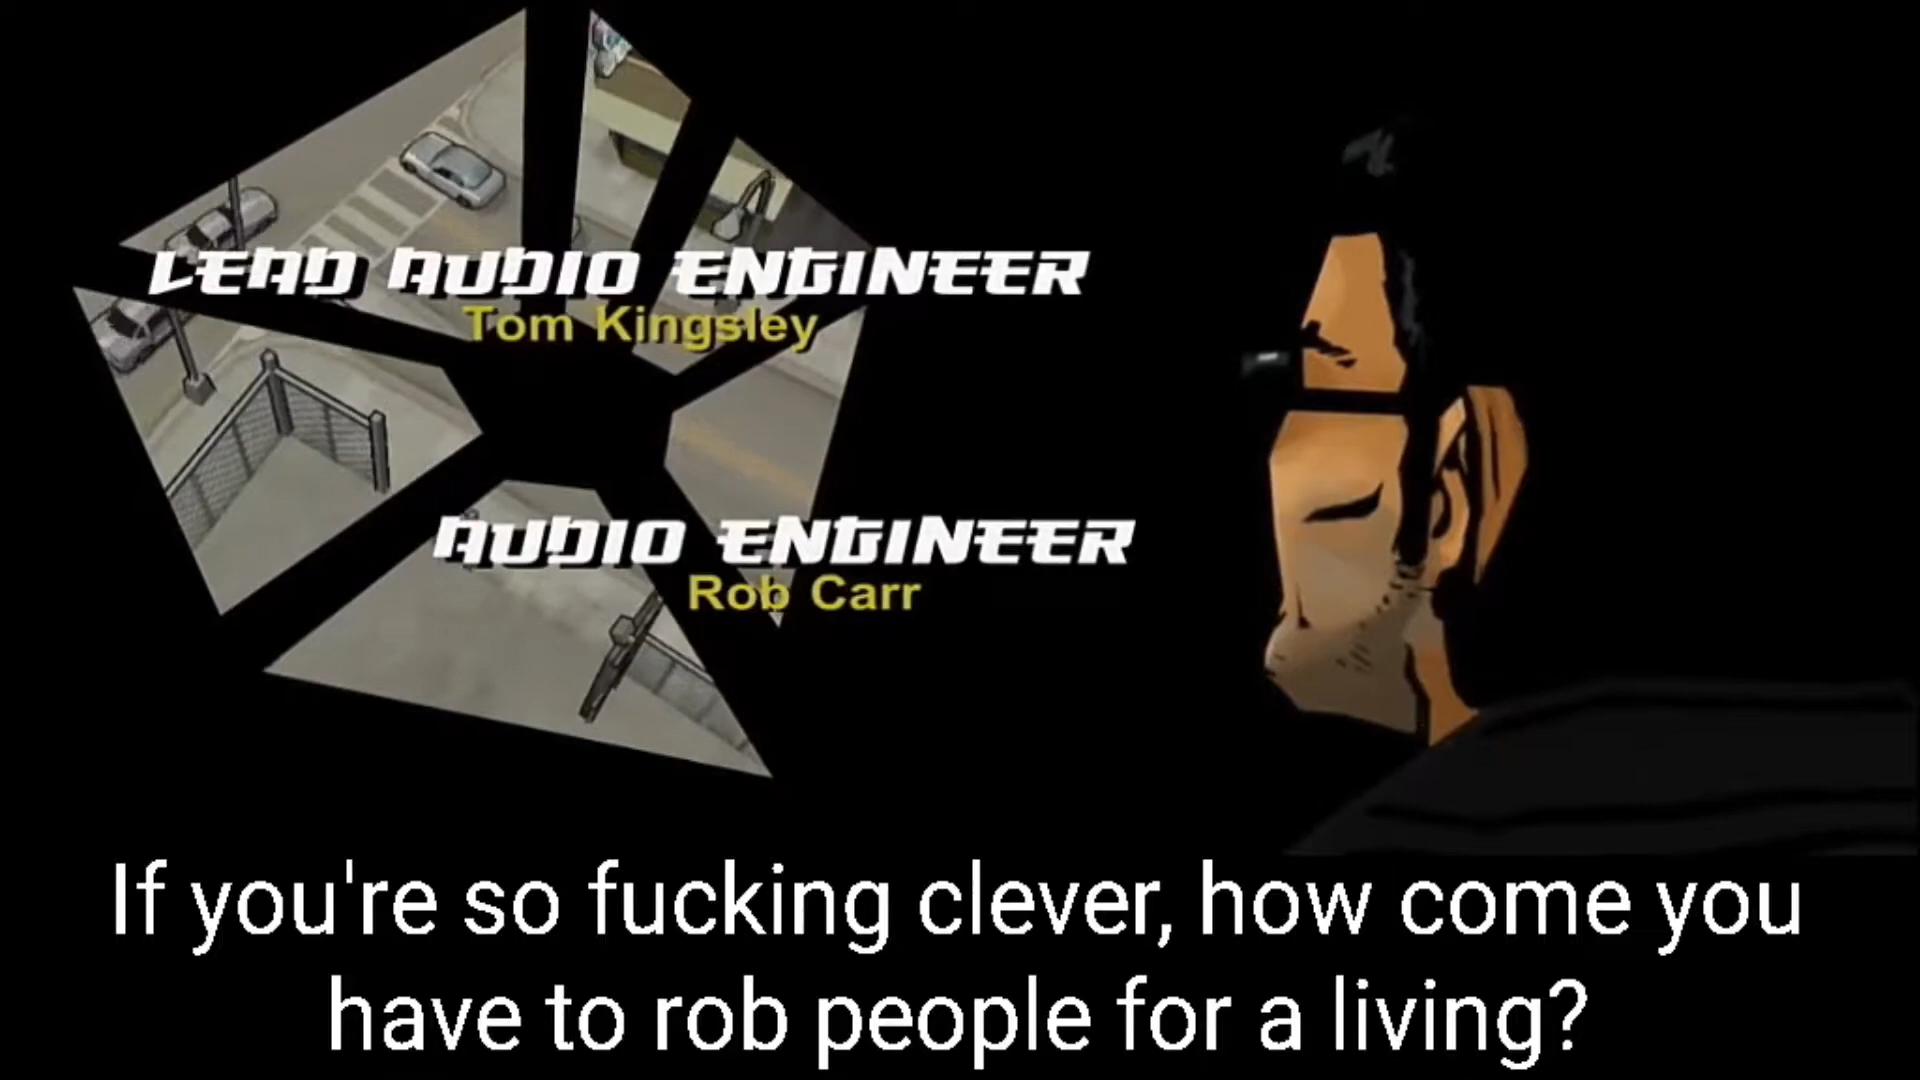 LEAD AUDIO ENGINEER
Tom Kingsley
AUDIO ENGINEER
Rob Carr
If you're so fucking clever, how come you
have to rob people for a living?